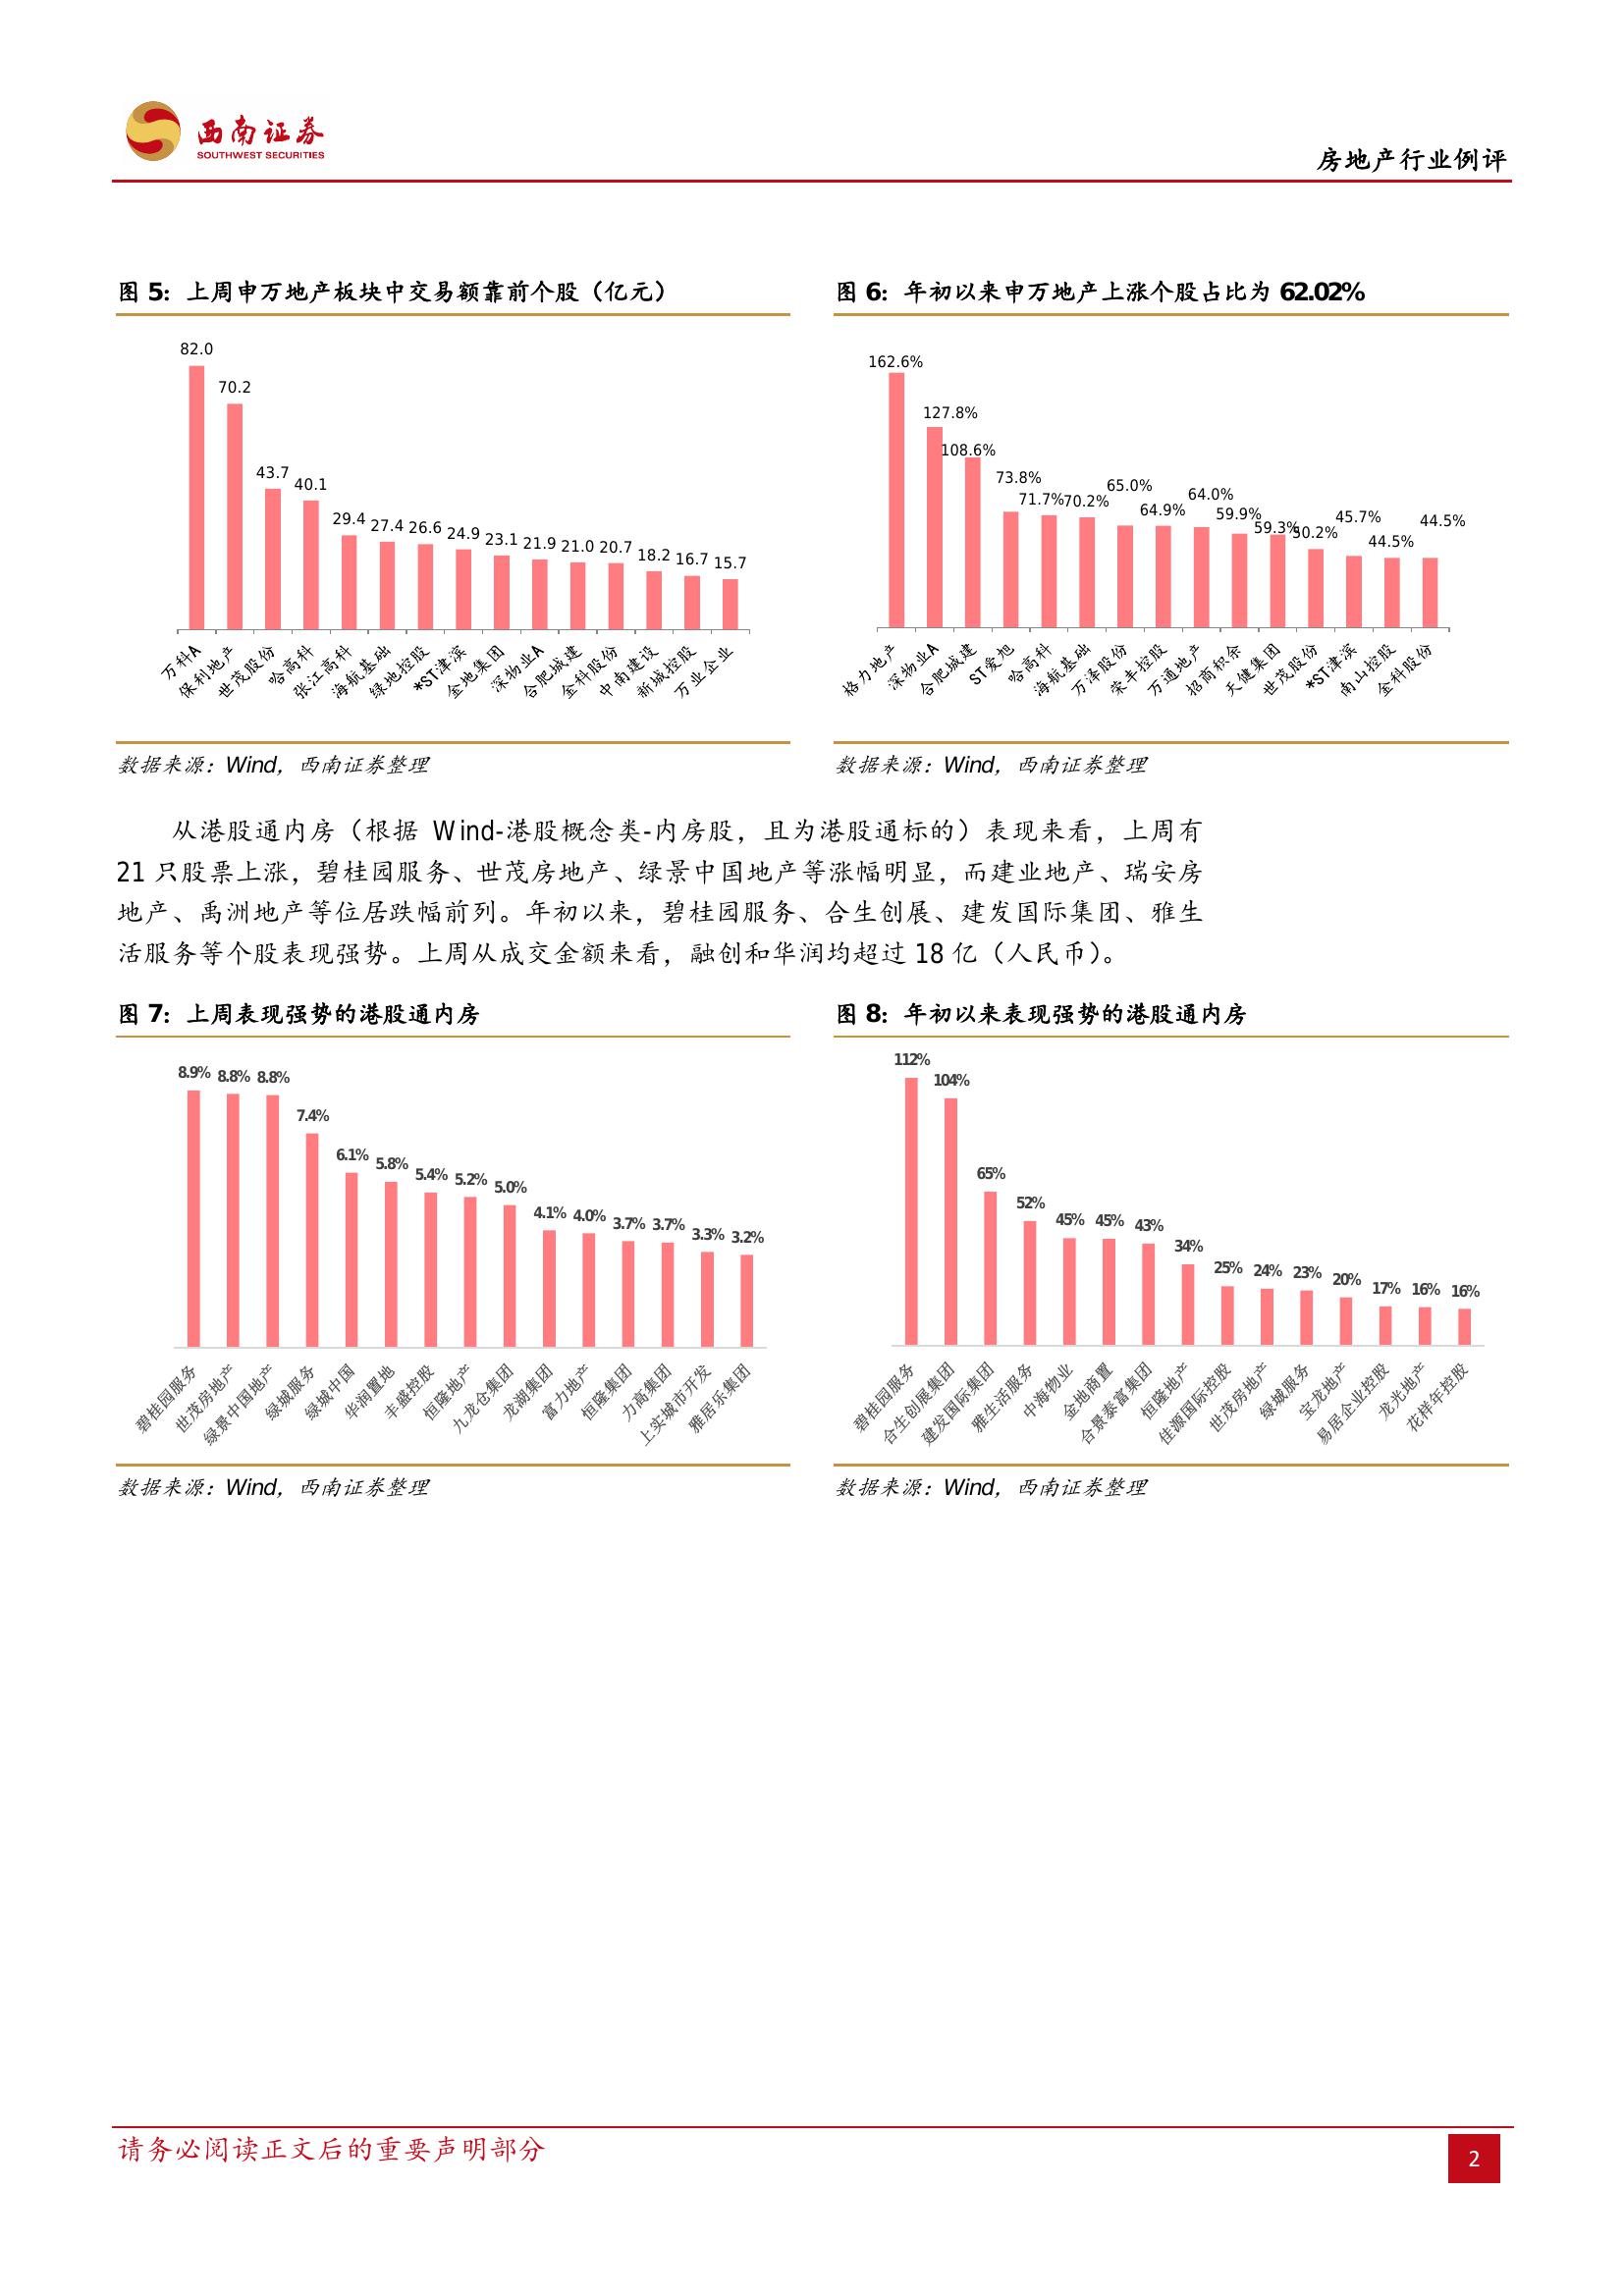 西南证券
SOUTHWEST SECURITIES
房地产行业例评
图 5：上周申万地产板块中交易额靠前个股（亿元）
82.0
70.2
43.7
40.1
29.4
27.4
26.6
24.9
23.1
21.9
21.0
20.7
18.2
16.7
15.7
万科A
保利地产
世茂股份
哈高科
张江高科
海航基础
绿地控股
*ST津滨
金地集团
深物业A
合肥城建
金科股份
中南建设
新城控股
万业企业
数据来源：Wind，西南证券整理
图 6：年初以来申万地产上涨个股占比为 62.02%
162.6%
127.8%
108.6%
73.8%
71.7%
70.2%
65.0%
64.9%
64.0%
59.9%
59.3%
50.2%
45.7%
44.5%
44.5%
格力地产
深物业A
合肥城建
ST爱旭
哈高科
海航基础
万泽股份
荣丰控股
万通地产
招商积余
天健集团
世茂股份
*ST津滨
南山控股
金科股份
数据来源：Wind，西南证券整理
从港股通内房（根据 Wind-港股概念类-内房股，且为港股通标的）表现来看，上周有
21 只股票上涨，碧桂园服务、世茂房地产、绿景中国地产等涨幅明显，而建业地产、瑞安房
地产、禹洲地产等位居跌幅前列。年初以来，碧桂园服务、合生创展、建发国际集团、雅生
活服务等个股表现强势。上周从成交金额来看，融创和华润均超过 18 亿（人民币）。
图 7：上周表现强势的港股通内房
8.9%
8.8%
8.8%
7.4%
6.1%
5.8%
5.4%
5.2%
5.0%
4.1%
4.0%
3.7%
3.7%
3.3%
3.2%
碧桂园服务
世茂房地产
绿景中国地产
绿城服务
绿城中国
华润置地
丰盛控股
恒隆地产
九龙仓集团
龙湖集团
富力地产
恒隆集团
力高集团
上实城市开发
雅居乐集团
数据来源：Wind，西南证券整理
图 8：年初以来表现强势的港股通内房
112%
104%
65%
52%
45%
45%
43%
34%
25%
24%
23%
20%
17%
16%
16%
碧桂园服务
合生创展集团
建发国际集团
雅生活服务
中海物业
金地商置
合景泰富集团
恒隆地产
佳源国际控股
世茂房地产
绿城服务
宝龙地产
易居企业控股
龙光地产
花样年控股
数据来源：Wind，西南证券整理
请务必阅读正文后的重要声明部分
2